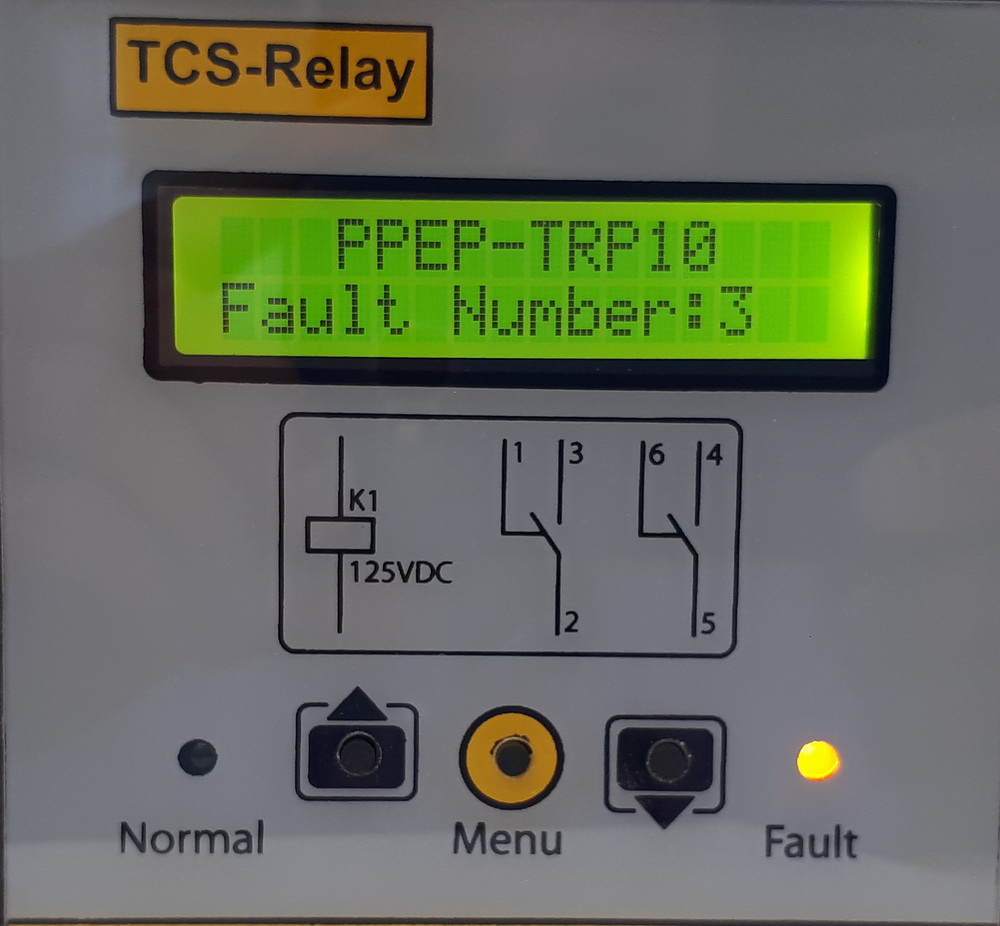 TCS-Relay
PPEP-TRP10
Fault Number:3
1 3 6 4
K1
125VDC
2 5
Normal Menu Fault